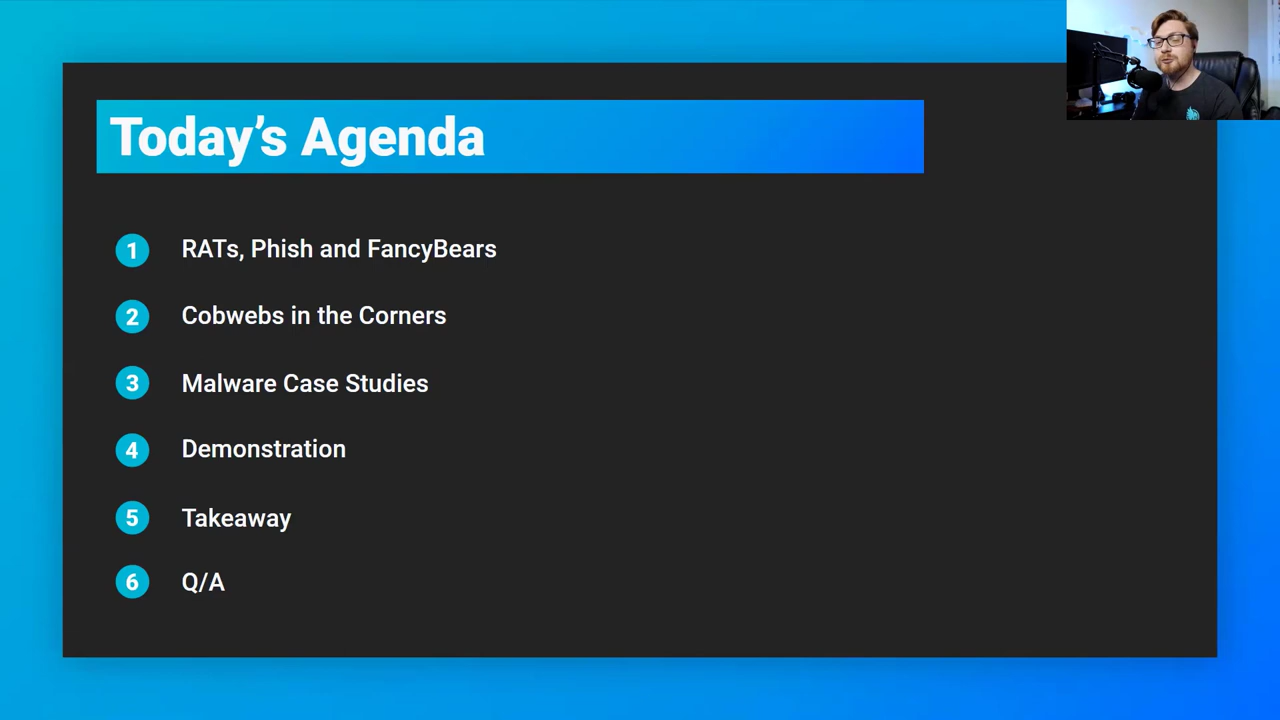 Today's Agenda
1 RATs, Phish and FancyBears
2 Cobwebs in the Corners
3 Malware Case Studies
4 Demonstration
5 Takeaway
6 Q/A